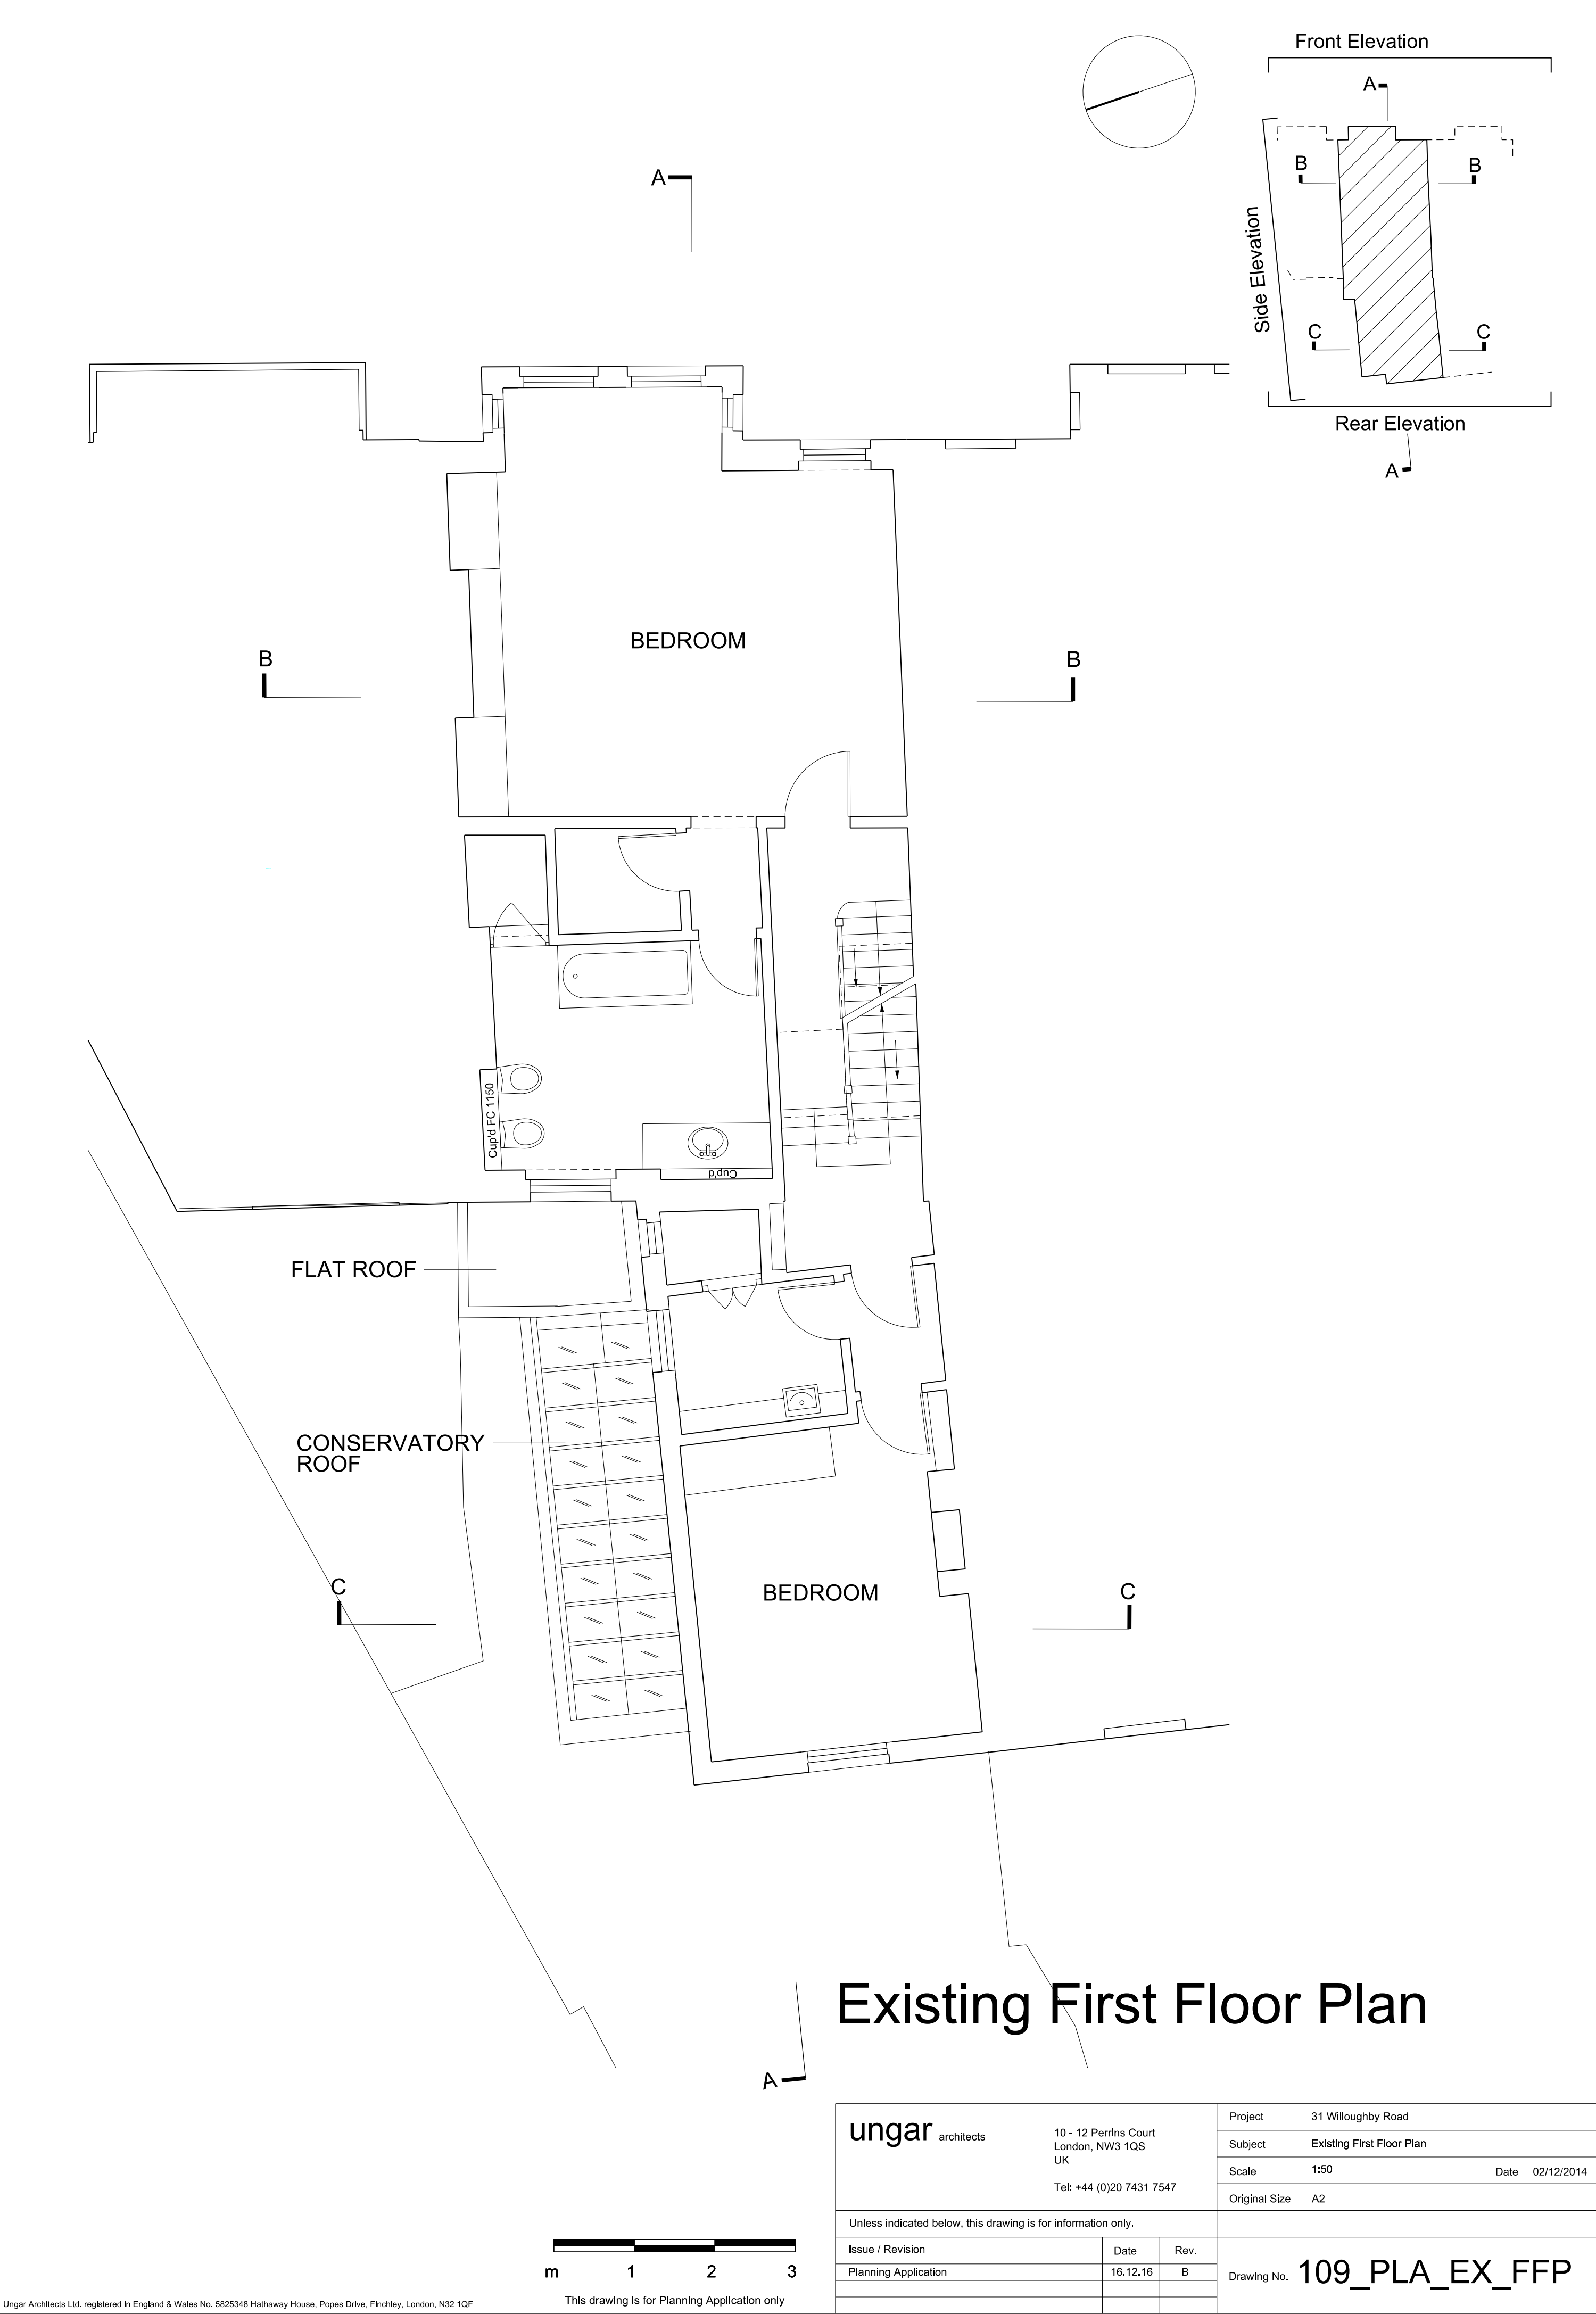 Front Elevation
A
B
B
Side Elevation
C
C
Rear Elevation
A
A
BEDROOM
B
B
Cup'd FC 1150
Cup'd
FLAT ROOF
CONSERVATORY
ROOF
C
BEDROOM
C
Existing First Floor Plan
A
ungar architects
10 - 12 Perrins Court
London, NW3 1QS
UK
Tel: +44 (0)20 7431 7547
Project 31 Willoughby Road
Subject Existing First Floor Plan
Scale 1:50 Date 02/12/2014
Original Size A2
Unless indicated below, this drawing is for information only.
Issue / Revision Date Rev.
Planning Application 16.12.16 B
Drawing No. 109_PLA_EX_FFP
m 1 2 3
This drawing is for Planning Application only
Ungar Architects Ltd. registered in England & Wales No. 5825348 Hathaway House, Popes Drive, Finchley, London, N32 1QF